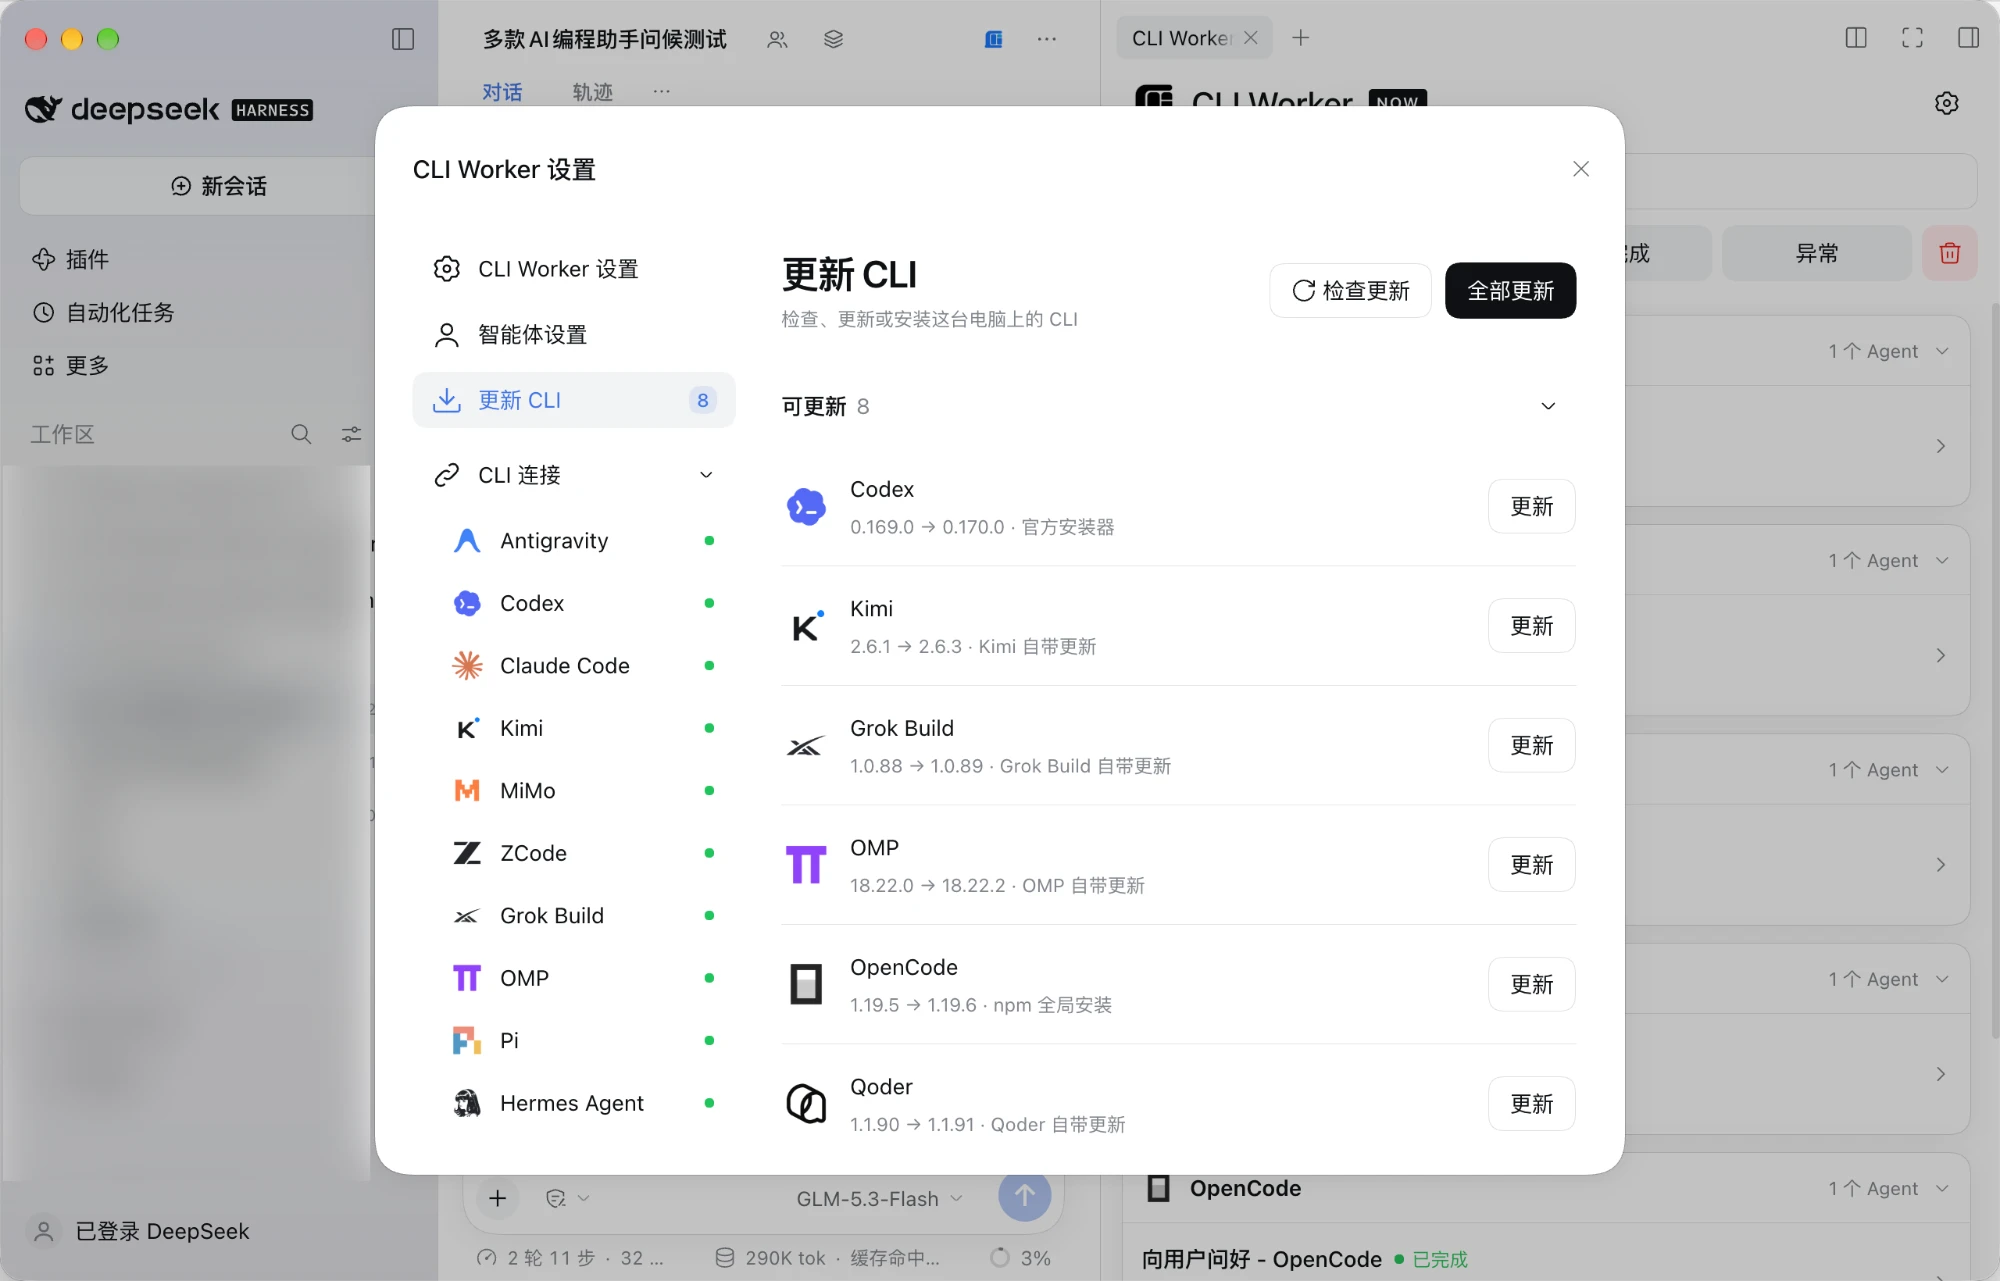 多款AI编程助手问候测试
CLI Worke
deepseek HARNESS
对话
轨迹
CLI Worker NOW
新会话
插件
自动化任务
更多
工作区
已登录 DeepSeek
CLI Worker 设置
CLI Worker 设置
智能体设置
更新 CLI 8
CLI 连接
Antigravity
Codex
Claude Code
Kimi
MiMo
ZCode
Grok Build
OMP
Pi
Hermes Agent
更新 CLI
检查、更新或安装这台电脑上的 CLI
检查更新
全部更新
可更新 8
Codex
0.169.0 → 0.170.0 · 官方安装器
更新
Kimi
2.6.1 → 2.6.3 · Kimi 自带更新
更新
Grok Build
1.0.88 → 1.0.89 · Grok Build 自带更新
更新
OMP
18.22.0 → 18.22.2 · OMP 自带更新
更新
OpenCode
1.19.5 → 1.19.6 · npm 全局安装
更新
Qoder
1.1.90 → 1.1.91 · Qoder 自带更新
更新
成
异常
1 个 Agent
1 个 Agent
1 个 Agent
1 个 Agent
OpenCode
1 个 Agent
向用户问好 - OpenCode 已完成
GLM-5.3-Flash
2 轮 11 步 · 32 ...
290K tok · 缓存命中...
3%